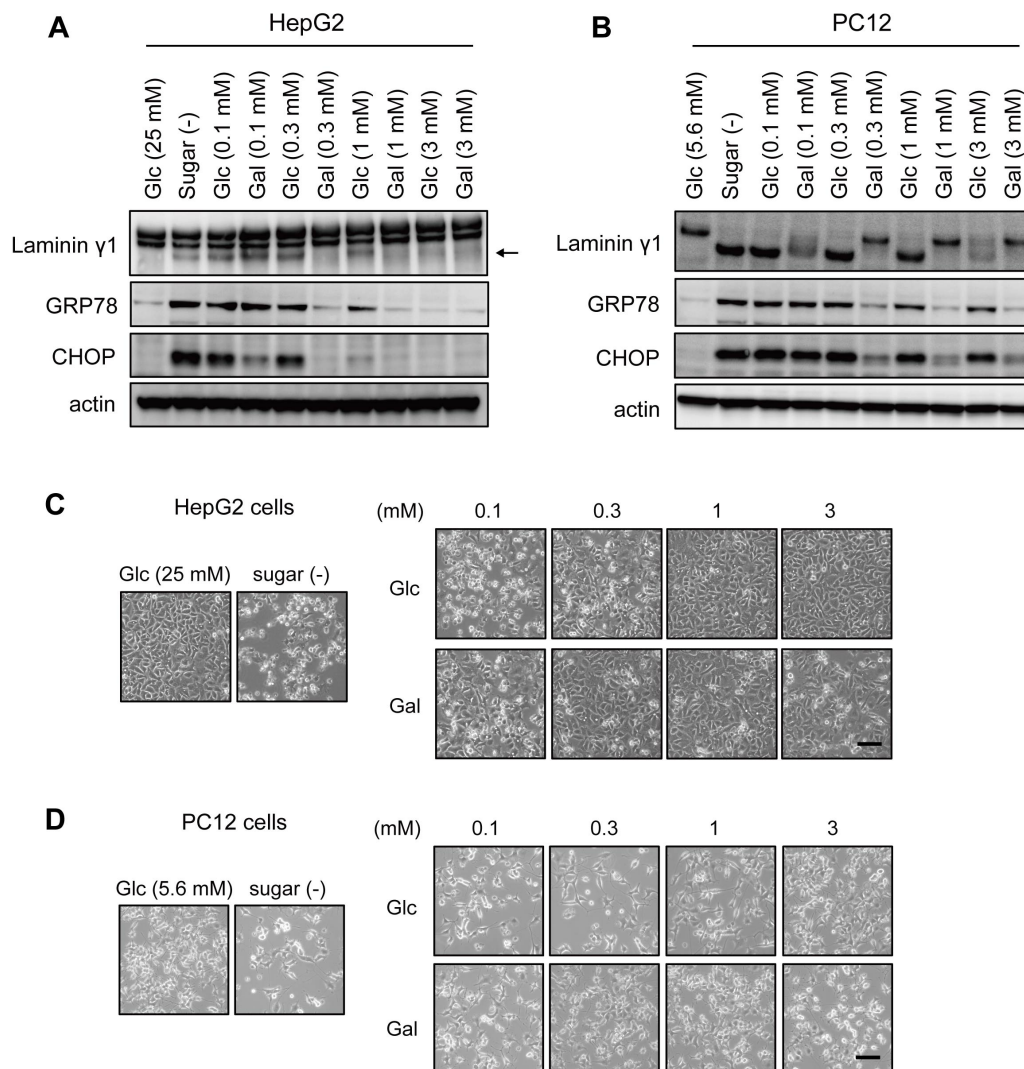 A
HepG2
Glc (25 mM)
Sugar (-)
Glc (0.1 mM)
Gal (0.1 mM)
Glc (0.3 mM)
Gal (0.3 mM)
Glc (1 mM)
Gal (1 mM)
Glc (3 mM)
Gal (3 mM)
Laminin γ1
GRP78
CHOP
actin
B
PC12
Glc (5.6 mM)
Sugar (-)
Glc (0.1 mM)
Gal (0.1 mM)
Glc (0.3 mM)
Gal (0.3 mM)
Glc (1 mM)
Gal (1 mM)
Glc (3 mM)
Gal (3 mM)
Laminin γ1
GRP78
CHOP
actin
C
HepG2 cells
Glc (25 mM) sugar (-)
(mM) 0.1 0.3 1 3
Glc
Gal
D
PC12 cells
Glc (5.6 mM) sugar (-)
(mM) 0.1 0.3 1 3
Glc
Gal